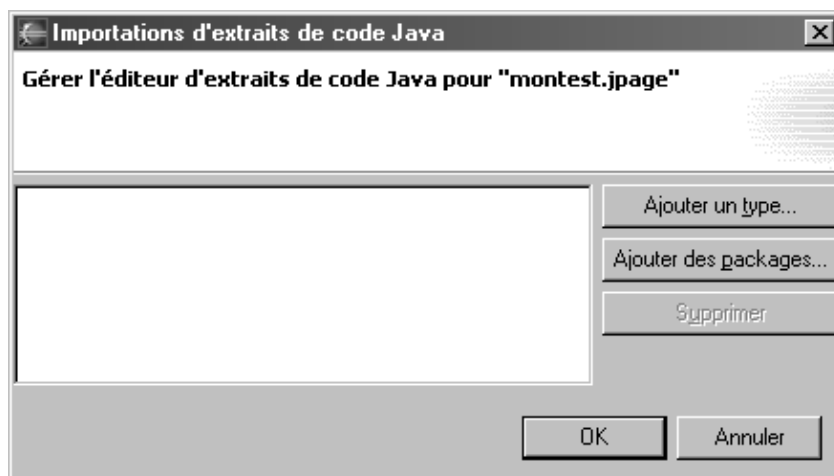 Importations d'extraits de code Java
Gérer l'éditeur d'extraits de code Java pour "montest.jpage"
Ajouter un type...
Ajouter des packages...
Supprimer
OK
Annuler